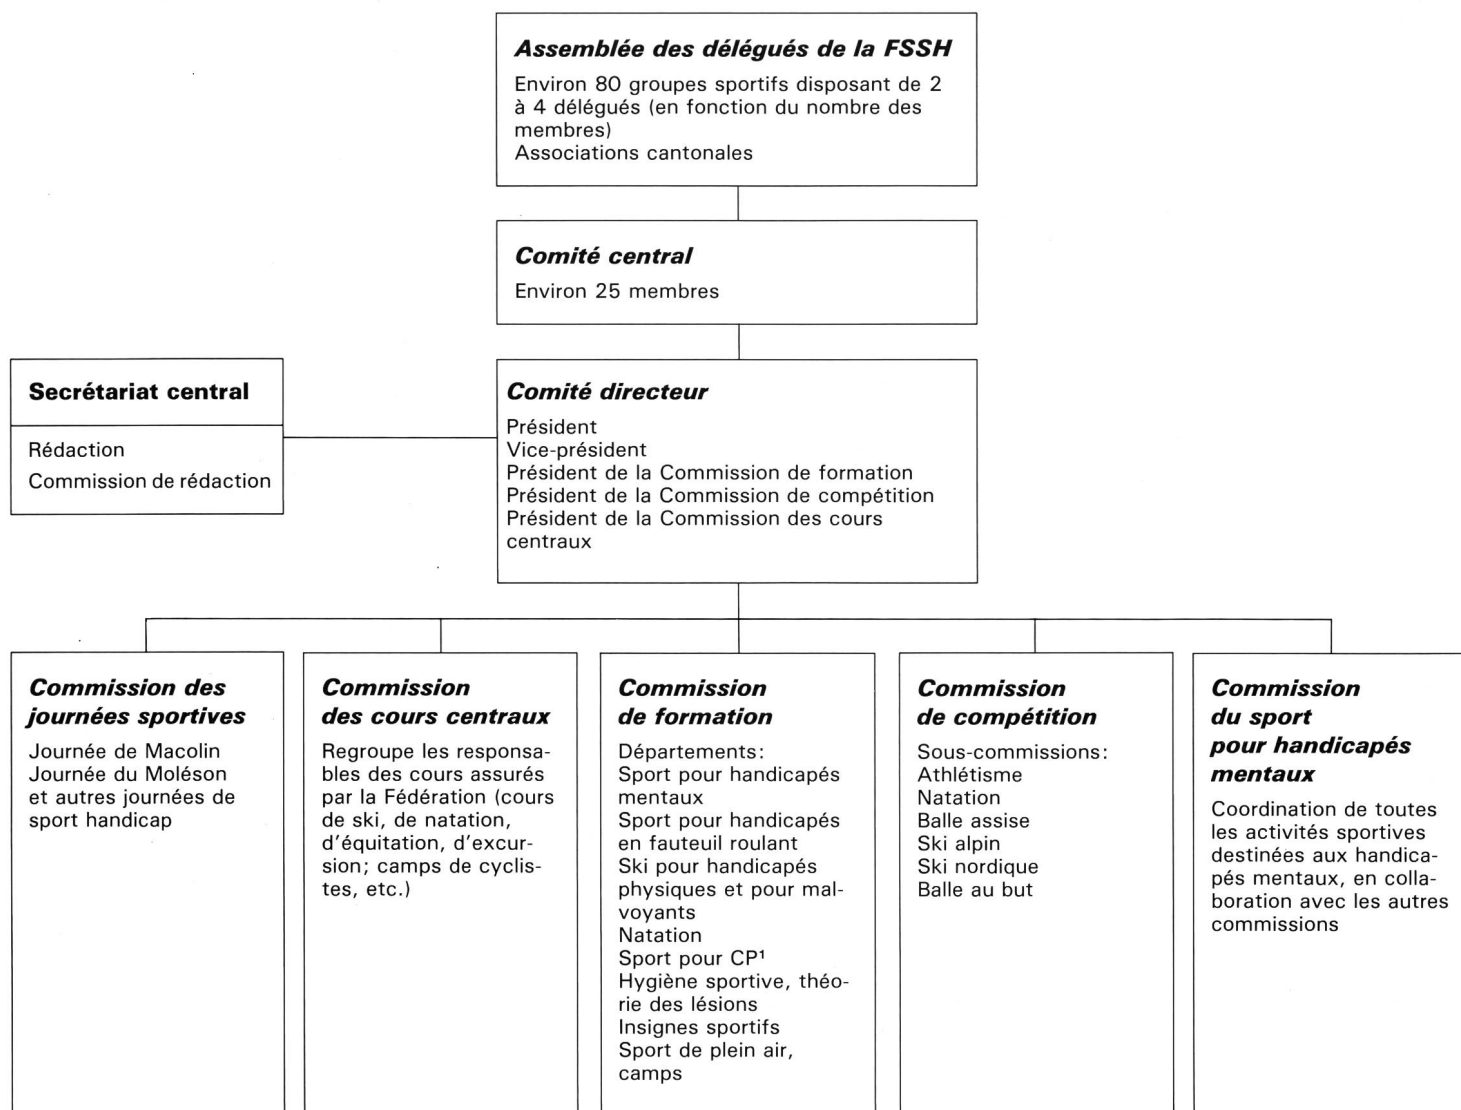 Assemblée des délégués de la FSSH
Environ 80 groupes sportifs disposant de 2
à 4 délégués (en fonction du nombre des
membres)
Associations cantonales
Comité central
Environ 25 membres
Secrétariat central
Rédaction
Commission de rédaction
Comité directeur
Président
Vice-président
Président de la Commission de formation
Président de la Commission de compétition
Président de la Commission des cours
centraux
Commission des
journées sportives
Journée de Macolin
Journée du Moléson
et autres journées de
sport handicap
Commission
des cours centraux
Regroupe les responsa-
bles des cours assurés
par la Fédération (cours
de ski, de natation,
d'équitation, d'excur-
sion; camps de cyclis-
tes, etc.)
Commission
de formation
Départements:
Sport pour handicapés
mentaux
Sport pour handicapés
en fauteuil roulant
Ski pour handicapés
physiques et pour mal-
voyants
Natation
Sport pour CP¹
Hygiène sportive, théo-
rie des lésions
Insignes sportifs
Sport de plein air,
camps
Commission
de compétition
Sous-commissions:
Athlétisme
Natation
Balle assise
Ski alpin
Ski nordique
Balle au but
Commission
du sport
pour handicapés
mentaux
Coordination de toutes
les activités sportives
destinées aux handica-
pés mentaux, en colla-
boration avec les autres
commissions